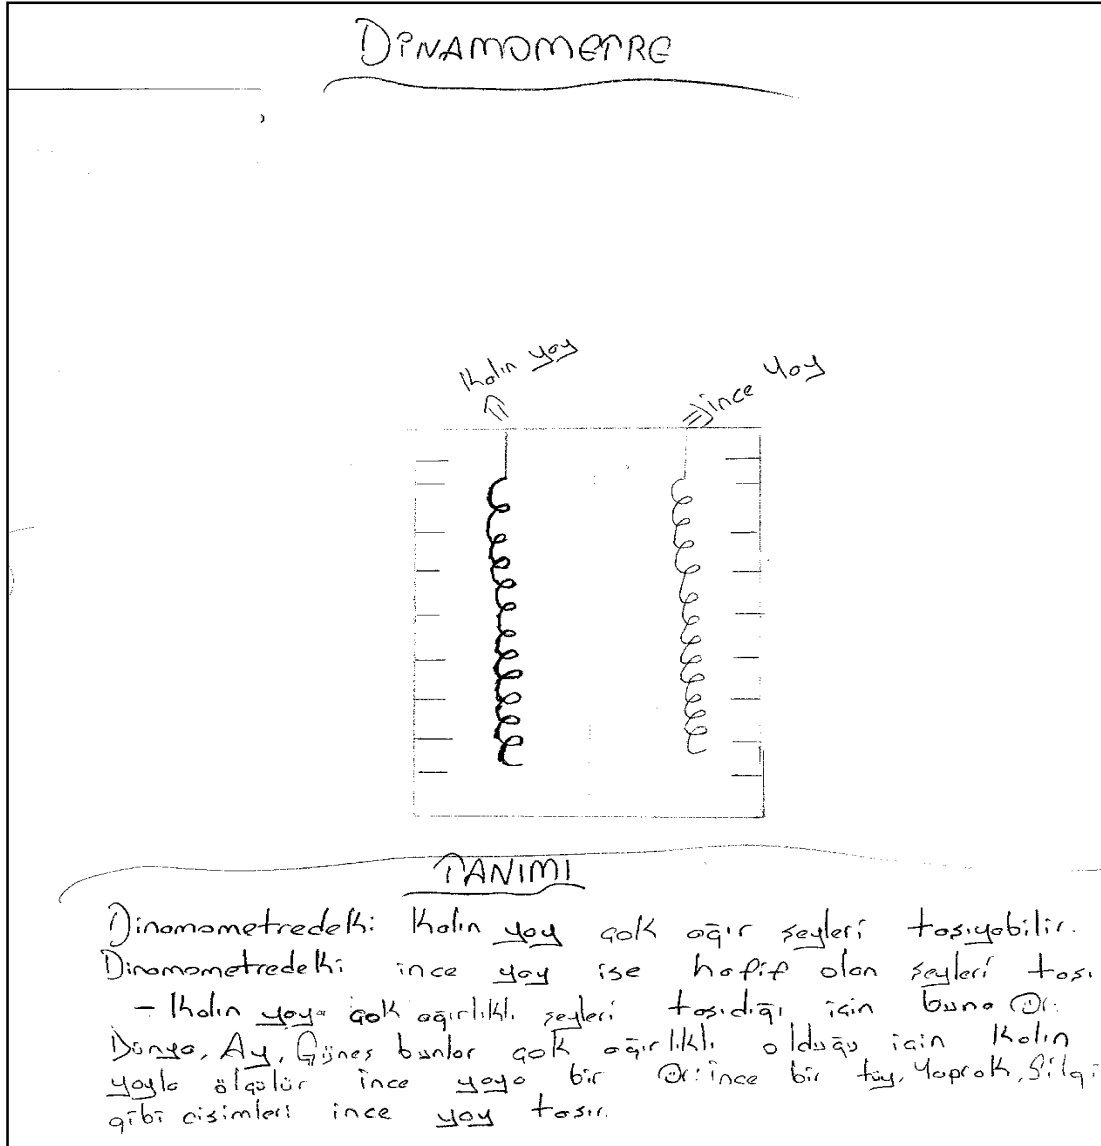 DİNAMOMETRE
Kalın yay
ince Yay
TANIMI
Dinamometredeki Kalın yay çok ağır şeyleri taşıyabilir.
Dinamometredeki ince yay ise hafif olan şeyleri taşı
- Kalın yaya çok ağırlıklı şeyleri taşıdığı için buna Ör:
Dünya, Ay, Güneş bunlar çok ağırlıklı olduğu için Kalın
yayla ölçülür ince yaya bir Ör: ince bir tüy, Yaprak, Silgi
gibi cisimleri ince yay taşır.